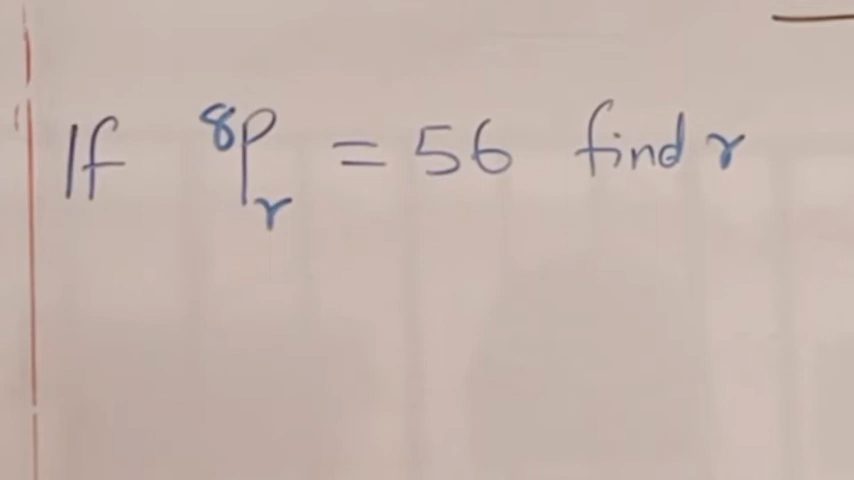 If ⁸Pᵣ = 56 find r